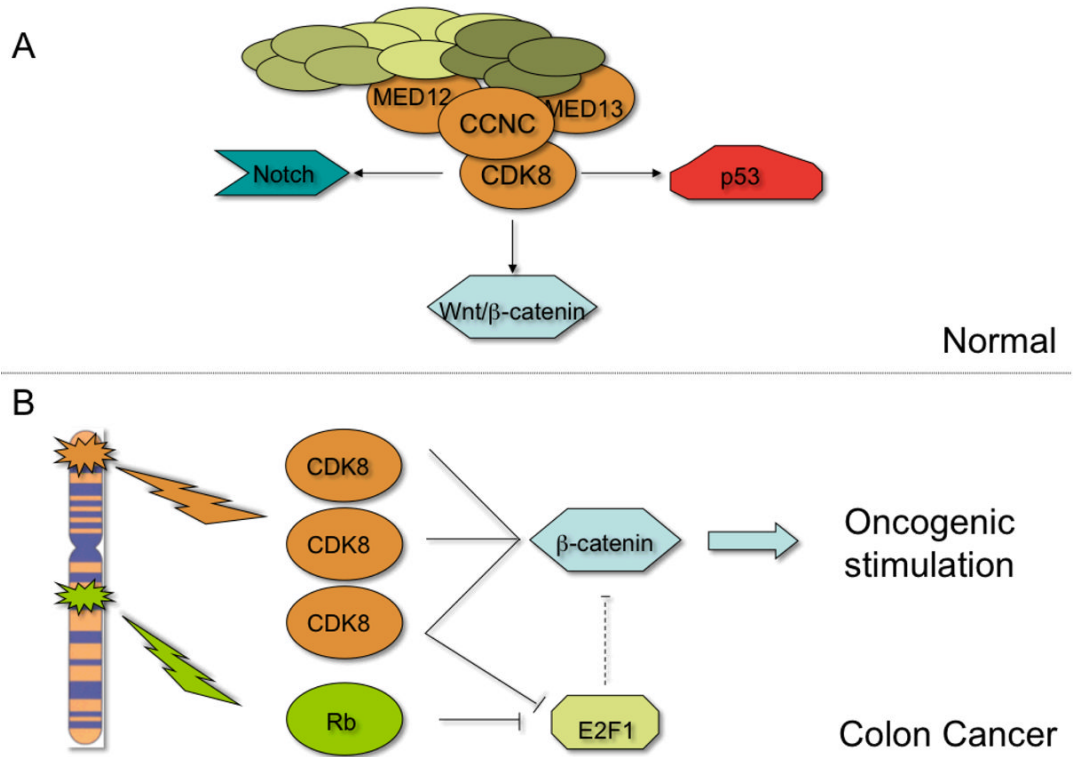 A
MED12
MED13
CCNC
CDK8
Notch
p53
Wnt/β-catenin
Normal
B
CDK8
CDK8
CDK8
β-catenin
Oncogenic
stimulation
Rb
E2F1
Colon Cancer